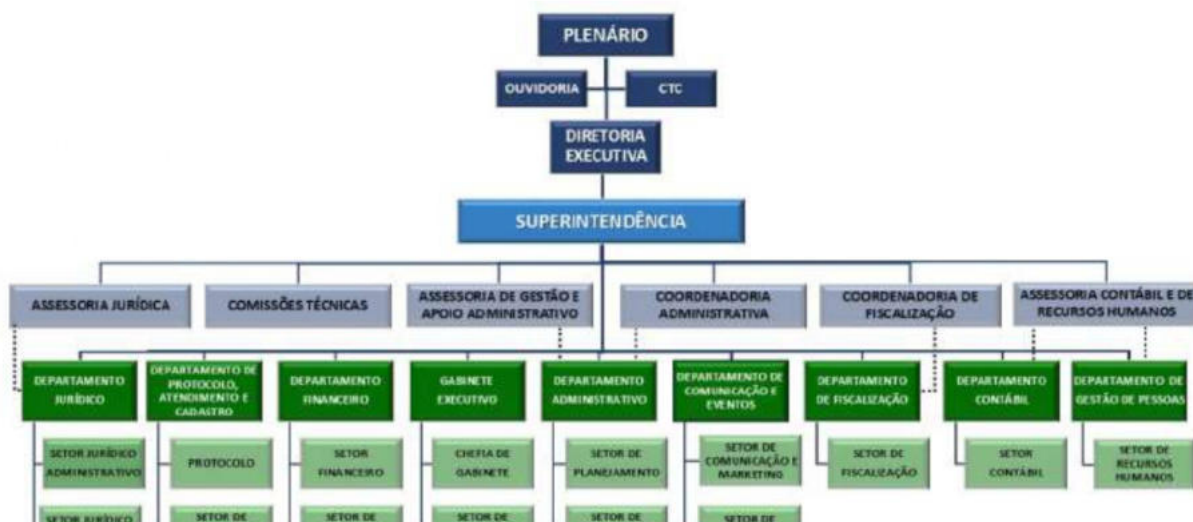 PLENÁRIO
OUVIDORIA
CTC
DIRETORIA
EXECUTIVA
SUPERINTENDÊNCIA
ASSESSORIA JURÍDICA
COMISSÕES TÉCNICAS
ASSESSORIA DE GESTÃO E
APOIO ADMINISTRATIVO
COORDENADORIA
ADMINISTRATIVA
COORDENADORIA DE
FISCALIZAÇÃO
ASSESSORIA CONTÁBIL E DE
RECURSOS HUMANOS
DEPARTAMENTO
JURÍDICO
DEPARTAMENTO DE
PROTOCOLO,
ATENDIMENTO E
CADASTRO
DEPARTAMENTO
FINANCEIRO
GABINETE
EXECUTIVO
DEPARTAMENTO
ADMINISTRATIVO
DEPARTAMENTO DE
COMUNICAÇÃO E
EVENTOS
DEPARTAMENTO
DE FISCALIZAÇÃO
DEPARTAMENTO
CONTÁBIL
DEPARTAMENTO DE
GESTÃO DE PESSOAS
SETOR JURÍDICO
ADMINISTRATIVO
PROTOCOLO
SETOR
FINANCEIRO
CHEFIA DE
GABINETE
SETOR DE
PLANEJAMENTO
SETOR DE
COMUNICAÇÃO E
MARKETING
SETOR DE
FISCALIZAÇÃO
SETOR
CONTÁBIL
SETOR DE
RECURSOS
HUMANOS
SETOR JURÍDICO
SETOR DE
SETOR DE
SETOR DE
SETOR DE
SETOR DE